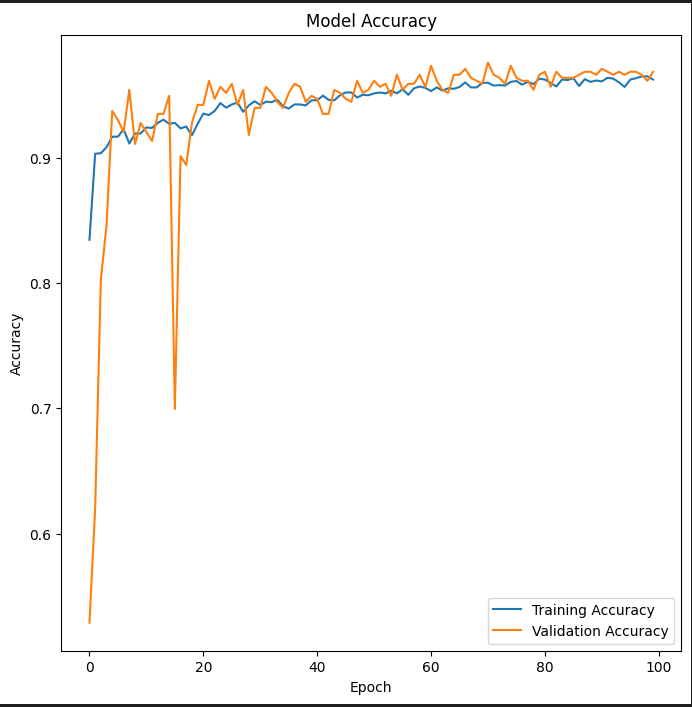 Model Accuracy
0.9
0.8
0.7
0.6
Accuracy
Training Accuracy
Validation Accuracy
0 20 40 60 80 100
Epoch